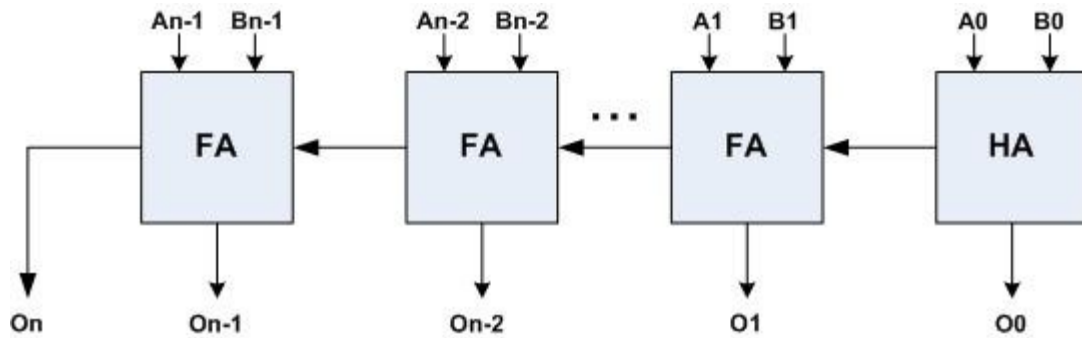 An-1 Bn-1 An-2 Bn-2 A1 B1 A0 B0
FA FA ... FA HA
On On-1 On-2 O1 O0